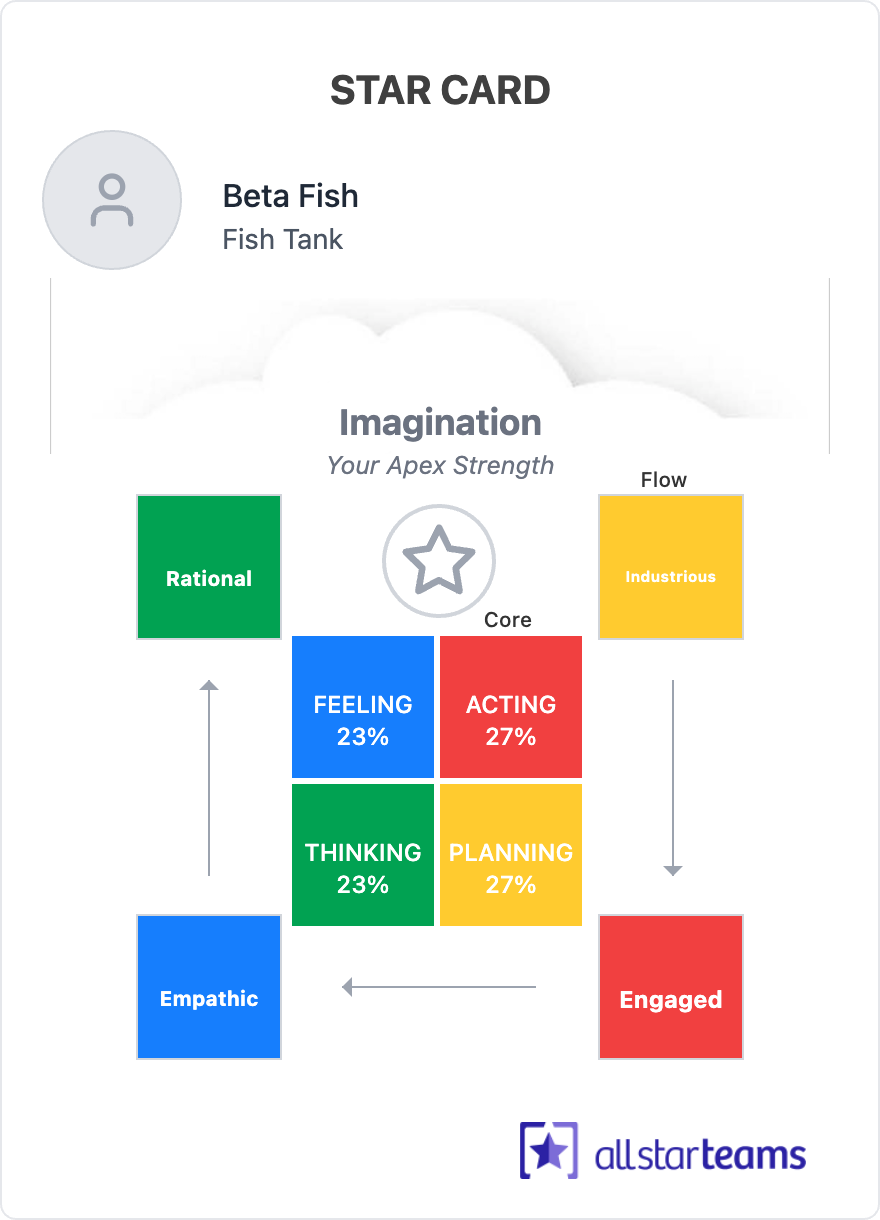 STAR CARD
Beta Fish
Fish Tank
Imagination
Your Apex Strength
Flow
Rational
Industrious
Core
FEELING
23%
ACTING
27%
THINKING
23%
PLANNING
27%
Empathic
Engaged
allstarteams